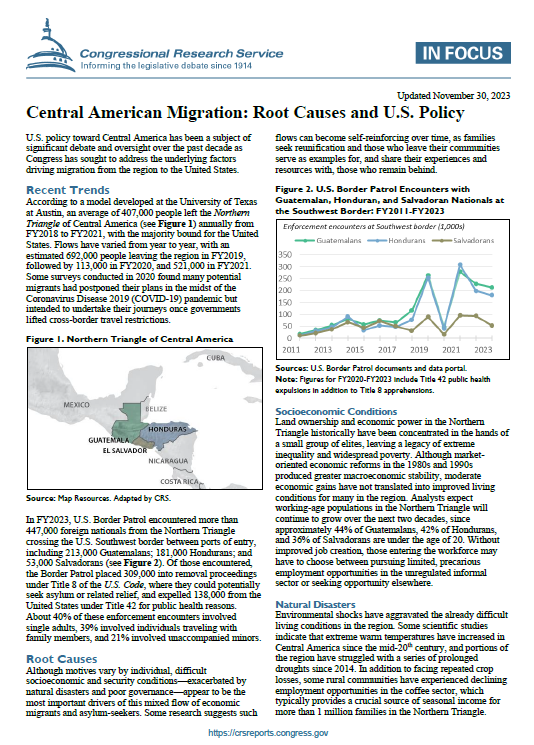 Congressional Research Service
Informing the legislative debate since 1914
IN FOCUS
Updated November 30, 2023
Central American Migration: Root Causes and U.S. Policy
U.S. policy toward Central America has been a subject of
significant debate and oversight over the past decade as
Congress has sought to address the underlying factors
driving migration from the region to the United States.
Recent Trends
According to a model developed at the University of Texas
at Austin, an average of 407,000 people left the Northern
Triangle of Central America (see Figure 1) annually from
FY2018 to FY2021, with the majority bound for the United
States. Flows have varied from year to year, with an
estimated 692,000 people leaving the region in FY2019,
followed by 113,000 in FY2020, and 521,000 in FY2021.
Some surveys conducted in 2020 found many potential
migrants had postponed their plans in the midst of the
Coronavirus Disease 2019 (COVID-19) pandemic but
intended to undertake their journeys once governments
lifted cross-border travel restrictions.
Figure 1. Northern Triangle of Central America
CUBA
MEXICO
BELIZE
HONDURAS
GUATEMALA
EL SALVADOR
NICARAGUA
COSTA RICA
Source: Map Resources. Adapted by CRS.
In FY2023, U.S. Border Patrol encountered more than
447,000 foreign nationals from the Northern Triangle
crossing the U.S. Southwest border between ports of entry,
including 213,000 Guatemalans; 181,000 Hondurans; and
53,000 Salvadorans (see Figure 2). Of those encountered,
the Border Patrol placed 309,000 into removal proceedings
under Title 8 of the U.S. Code, where they could potentially
seek asylum or related relief, and expelled 138,000 from the
United States under Title 42 for public health reasons.
About 40% of these enforcement encounters involved
single adults, 39% involved individuals traveling with
family members, and 21% involved unaccompanied minors.
Root Causes
Although motives vary by individual, difficult
socioeconomic and security conditions—exacerbated by
natural disasters and poor governance—appear to be the
most important drivers of this mixed flow of economic
migrants and asylum-seekers. Some research suggests such
flows can become self-reinforcing over time, as families
seek reunification and those who leave their communities
serve as examples for, and share their experiences and
resources with, those who remain behind.
Figure 2. U.S. Border Patrol Encounters with
Guatemalan, Honduran, and Salvadoran Nationals at
the Southwest Border: FY2011-FY2023
Enforcement encounters at Southwest border (1,000s)
Guatemalans Hondurans Salvadorans
350
300
250
200
150
100
50
0
2011 2013 2015 2017 2019 2021 2023
Sources: U.S. Border Patrol documents and data portal.
Note: Figures for FY2020-FY2023 include Title 42 public health
expulsions in addition to Title 8 apprehensions.
Socioeconomic Conditions
Land ownership and economic power in the Northern
Triangle historically have been concentrated in the hands of
a small group of elites, leaving a legacy of extreme
inequality and widespread poverty. Although market-
oriented economic reforms in the 1980s and 1990s
produced greater macroeconomic stability, moderate
economic gains have not translated into improved living
conditions for many in the region. Analysts expect
working-age populations in the Northern Triangle will
continue to grow over the next two decades, since
approximately 44% of Guatemalans, 42% of Hondurans,
and 36% of Salvadorans are under the age of 20. Without
improved job creation, those entering the workforce may
have to choose between pursuing limited, precarious
employment opportunities in the unregulated informal
sector or seeking opportunity elsewhere.
Natural Disasters
Environmental shocks have aggravated the already difficult
living conditions in the region. Some scientific studies
indicate that extreme warm temperatures have increased in
Central America since the mid-20th century, and portions of
the region have struggled with a series of prolonged
droughts since 2014. In addition to facing repeated crop
losses, some rural communities have experienced declining
employment opportunities in the coffee sector, which
typically provides a crucial source of seasonal income for
more than 1 million families in the Northern Triangle.
https://crsreports.congress.gov